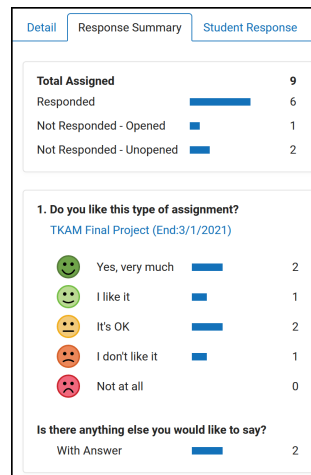 Detail Response Summary Student Response
Total Assigned 9
Responded 6
Not Responded - Opened 1
Not Responded - Unopened 2
1. Do you like this type of assignment?
TKAM Final Project (End:3/1/2021)
Yes, very much 2
I like it 1
It's OK 2
I don't like it 1
Not at all 0
Is there anything else you would like to say?
With Answer 2